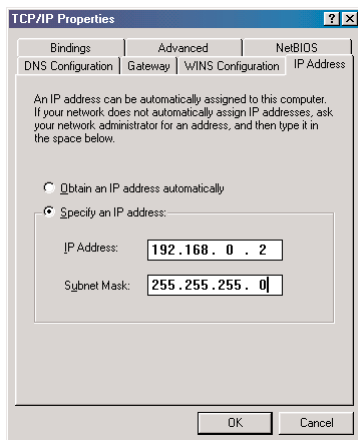 TCP/IP Properties
Bindings Advanced NetBIOS
DNS Configuration Gateway WINS Configuration IP Address
An IP address can be automatically assigned to this computer.
If your network does not automatically assign IP addresses, ask
your network administrator for an address, and then type it in
the space below.
Obtain an IP address automatically
Specify an IP address:
IP Address: 192.168. 0 . 2
Subnet Mask: 255.255.255. 0
OK Cancel